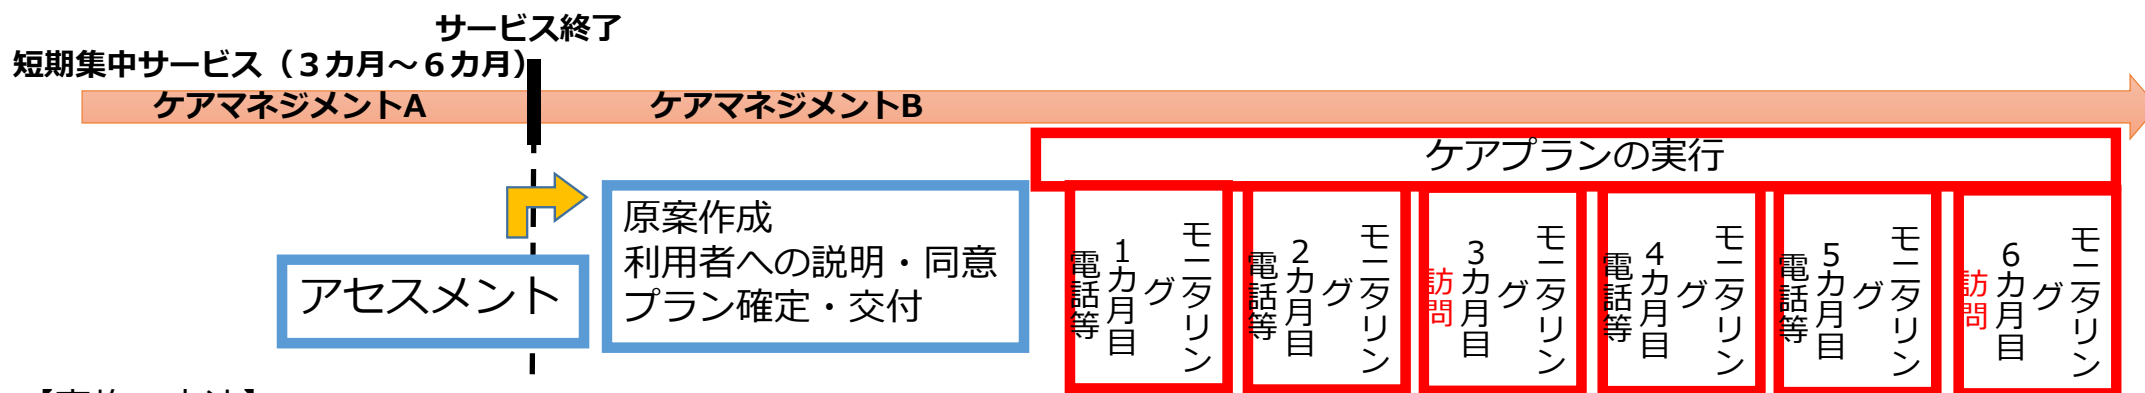 サービス終了
短期集中サービス（３カ月～６カ月）
ケアマネジメントA
ケアマネジメントB
ケアプランの実行
アセスメント
原案作成
利用者への説明・同意
プラン確定・交付
モニタリング
1カ月目
電話等
モニタリング
2カ月目
電話等
モニタリング
3カ月目
訪問
モニタリング
4カ月目
電話等
モニタリング
5カ月目
電話等
モニタリング
6カ月目
訪問